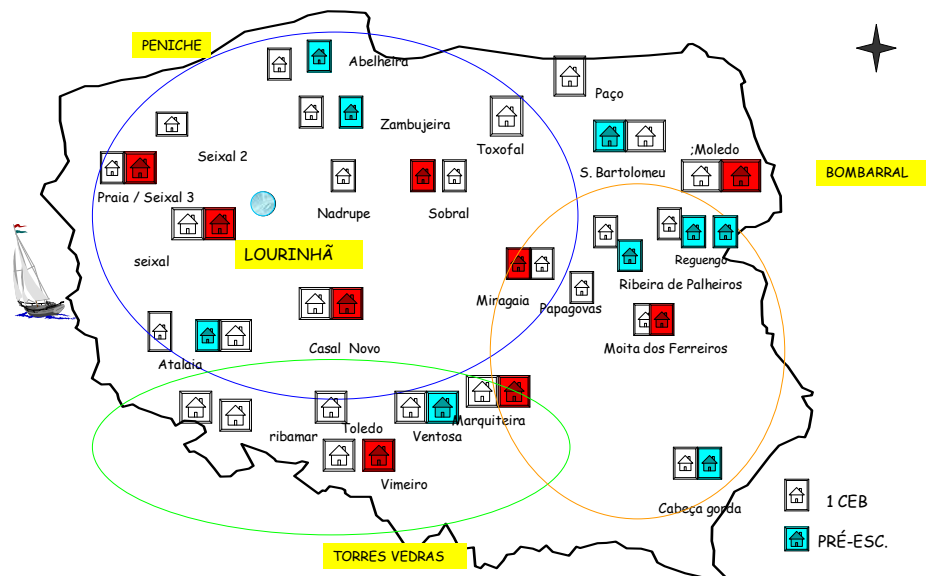 PENICHE
Abelheira
Paço
Zambujeira
Toxofal
Seixal 2
;Moledo
S. Bartolomeu
BOMBARRAL
Praia / Seixal 3
Nadrupe
Sobral
LOURINHÃ
seixal
Reguengo
Ribeira de Palheiros
Miragaia
Papagovas
Atalaia
Casal Novo
Moita dos Ferreiros
Marquiteira
Toledo
ribamar
Ventosa
Vimeiro
Cabeça gorda
1 CEB
PRÉ-ESC.
TORRES VEDRAS